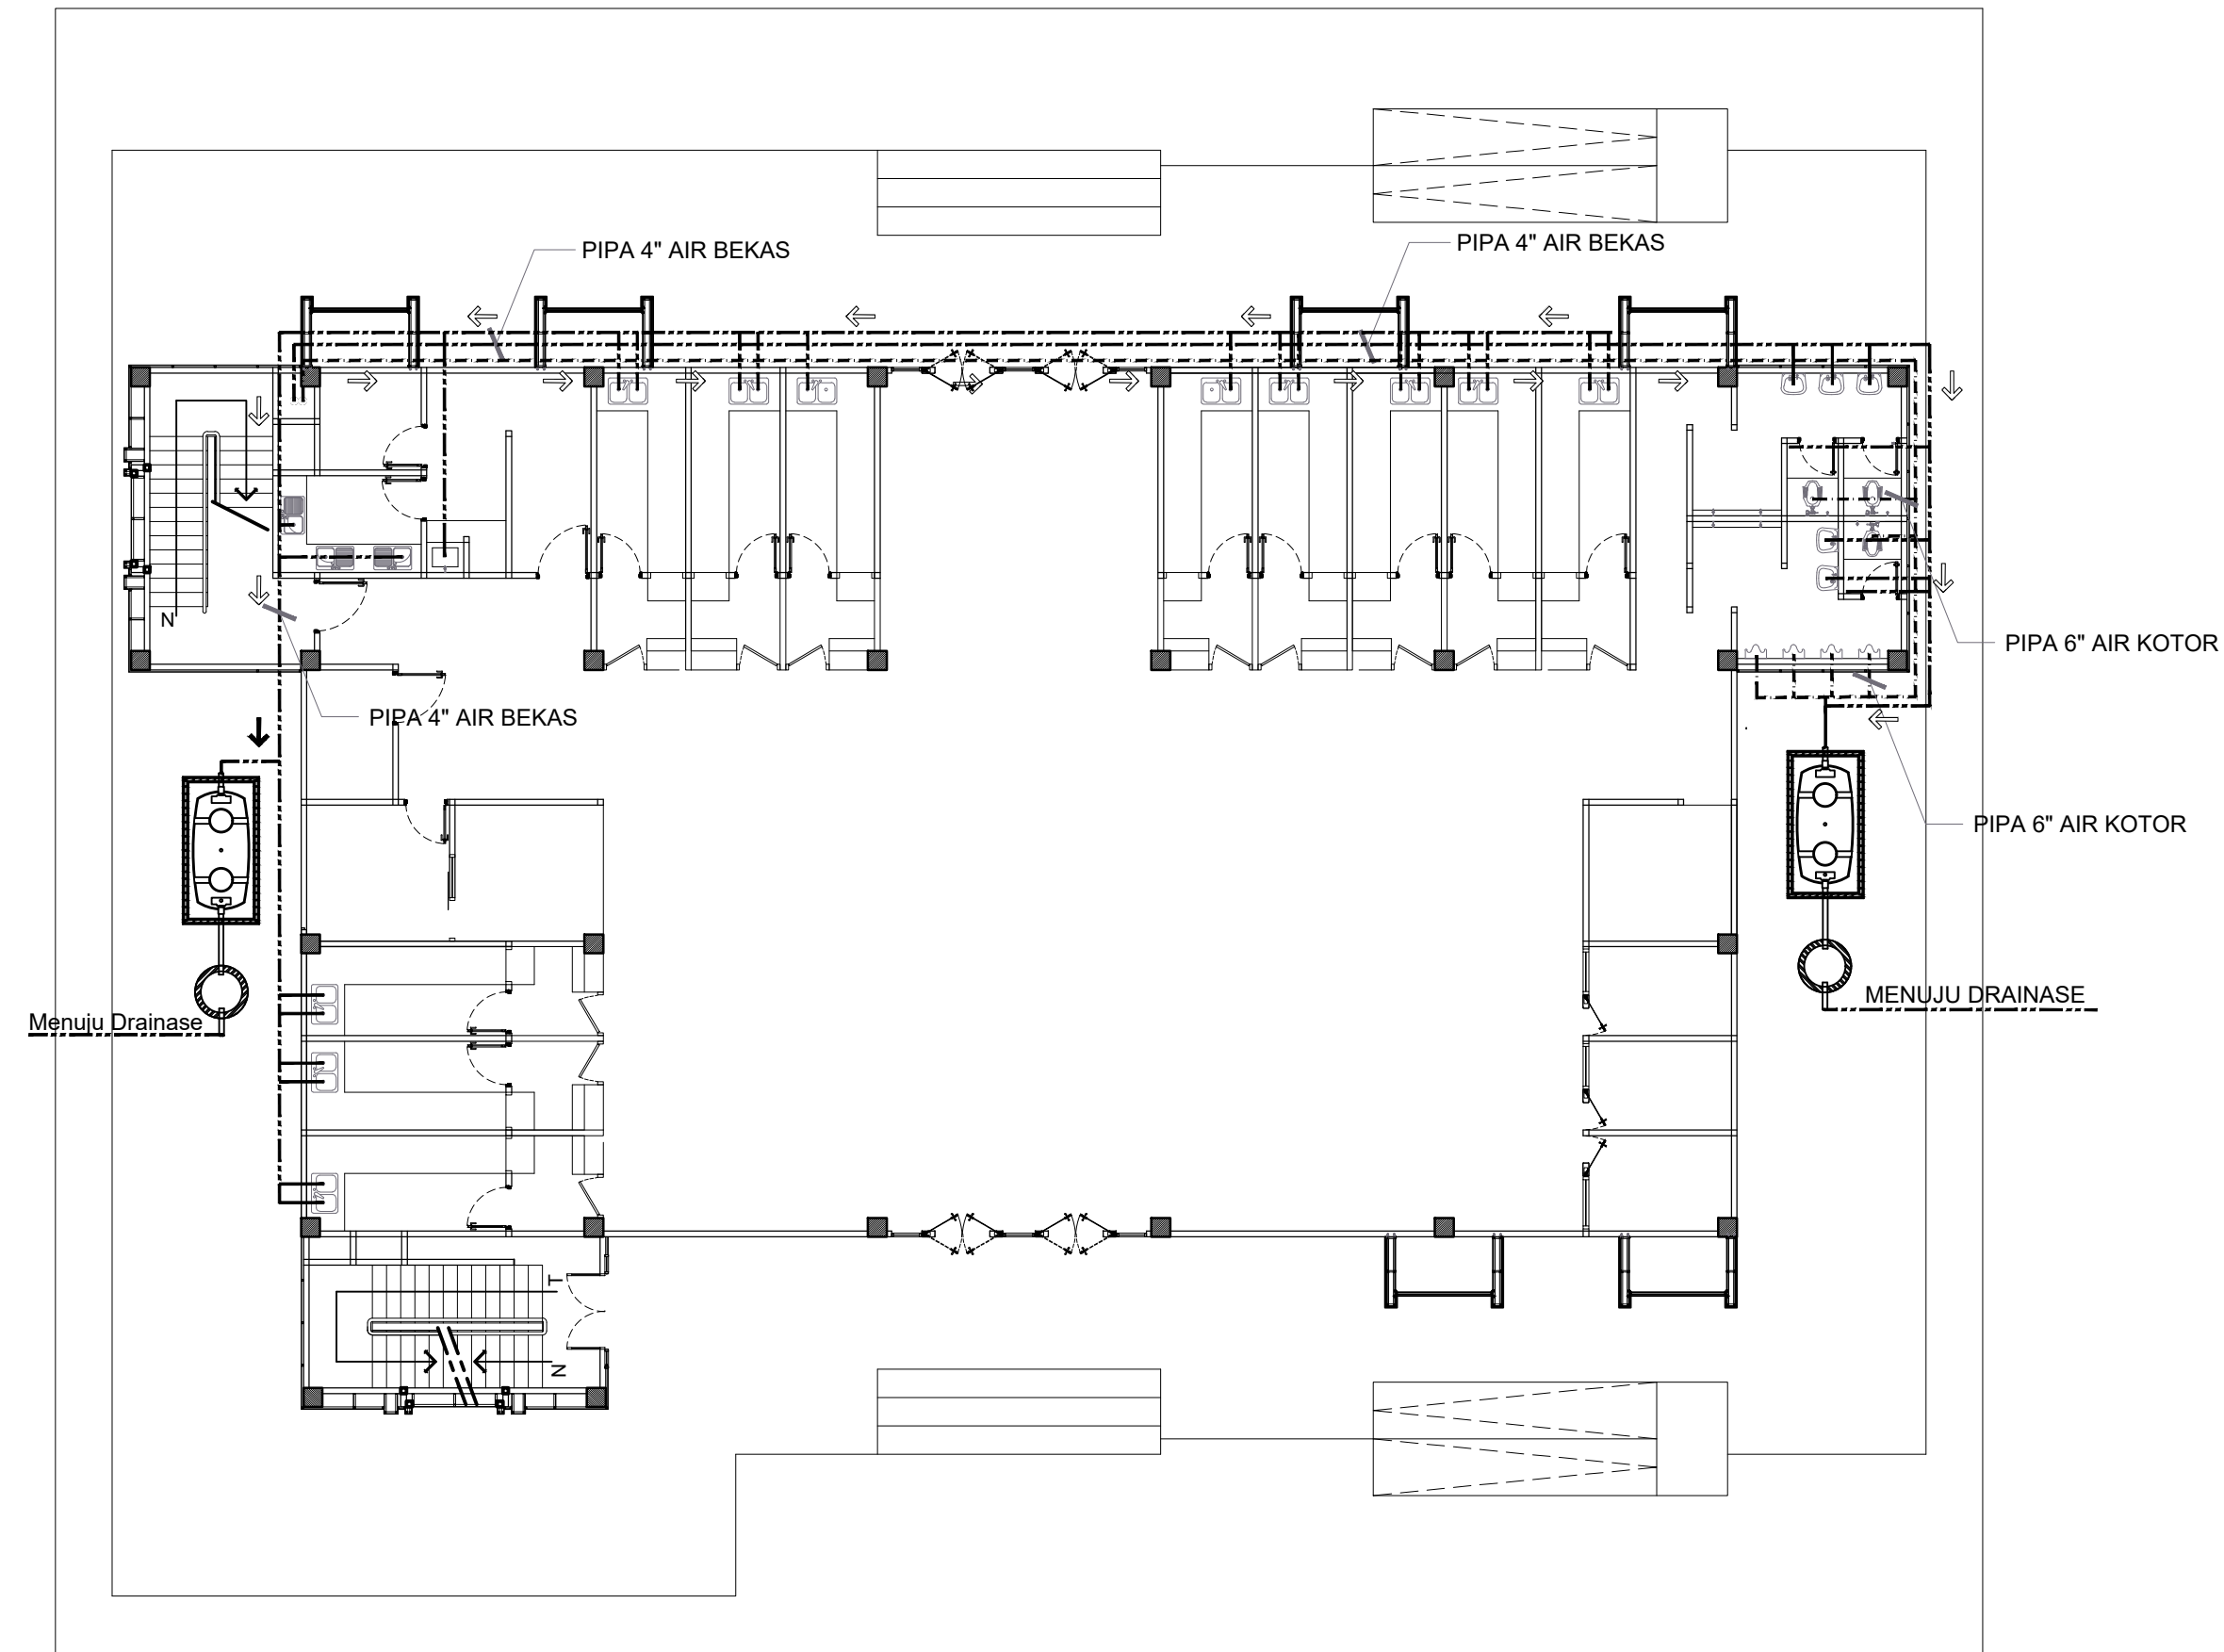 PIPA 4" AIR BEKAS
PIPA 4" AIR BEKAS
N
PIPA 6" AIR KOTOR
PIPA 4" AIR BEKAS
PIPA 6" AIR KOTOR
MENUJU DRAINASE
Menuju Drainase
T
N